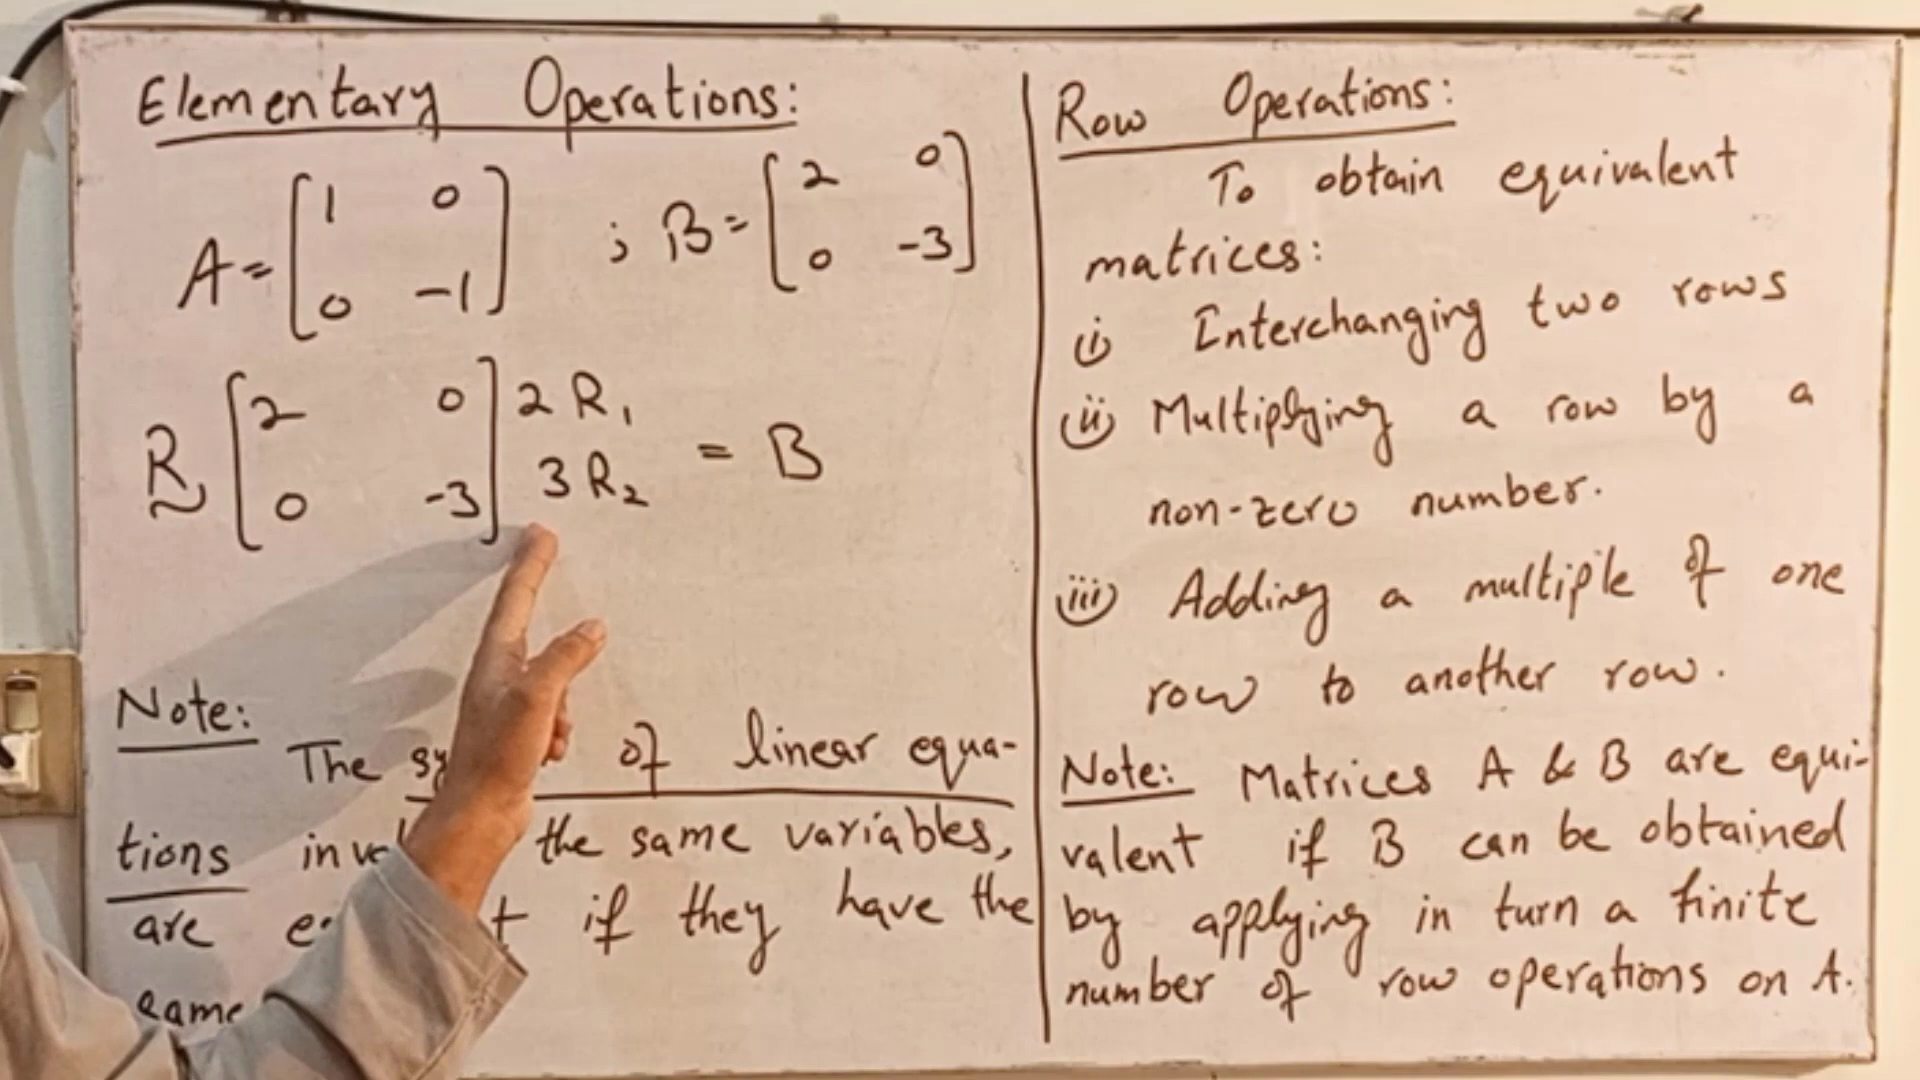 Elementary Operations:
A = [1 0
0 -1] ; B = [2 0
0 -3]
R~ [2 0
0 -3] 2R₁
3R₂ = B
Note:
The of linear equa-
tions the same variables,
are if they have the
same
Row Operations:
To obtain equivalent
matrices:
(i) Interchanging two rows
(ii) Multiplying a row by a
non-zero number.
(iii) Adding a multiple of one
row to another row.
Note: Matrices A & B are equi-
valent if B can be obtained
by applying in turn a finite
number of row operations on A.